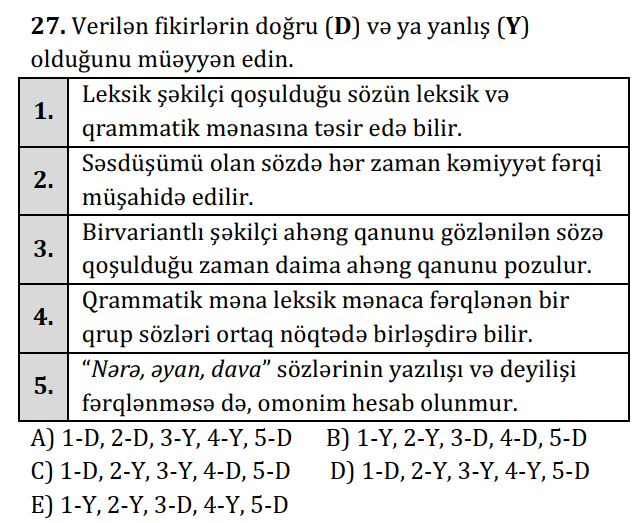 27. Verilən fikirlərin doğru (D) və ya yanlış (Y)
olduğunu müəyyən edin.
1. Leksik şəkilçi qoşulduğu sözün leksik və
qrammatik mənasına təsir edə bilir.
2. Səsdüşümü olan sözdə hər zaman kəmiyyət fərqi
müşahidə edilir.
3. Birvariantlı şəkilçi ahəng qanunu gözlənilən sözə
qoşulduğu zaman daima ahəng qanunu pozulur.
4. Qrammatik məna leksik mənaca fərqlənən bir
qrup sözləri ortaq nöqtədə birləşdirə bilir.
5. “Nərə, əyan, dava” sözlərinin yazılışı və deyilişi
fərqlənməsə də, omonim hesab olunmur.
A) 1-D, 2-D, 3-Y, 4-Y, 5-D B) 1-Y, 2-Y, 3-D, 4-D, 5-D
C) 1-D, 2-Y, 3-Y, 4-D, 5-D D) 1-D, 2-Y, 3-Y, 4-Y, 5-D
E) 1-Y, 2-Y, 3-D, 4-Y, 5-D